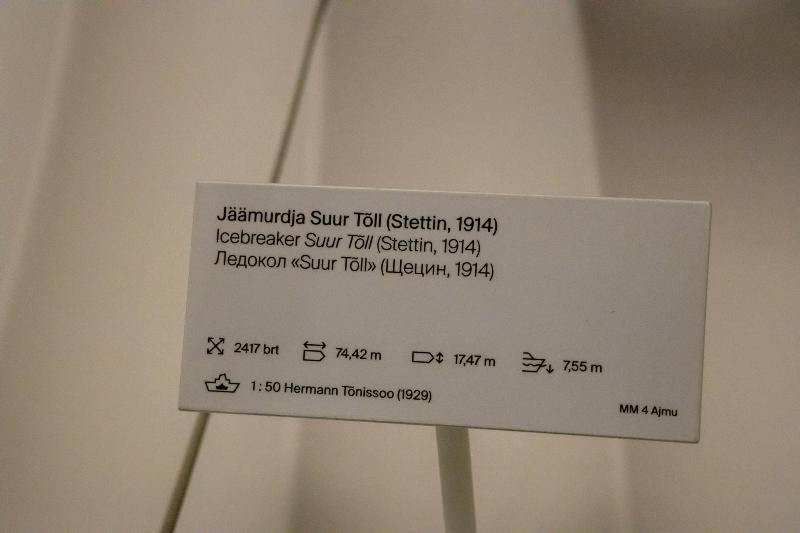 Jäämurdja Suur Tõll (Stettin, 1914)
Icebreaker Suur Tõll (Stettin, 1914)
Ледокол «Suur Tõll» (Щецин, 1914)
2417 brt 74,42 m 17,47 m 7,55 m
1 : 50 Hermann Tõnissoo (1929)
MM 4 Ajmu